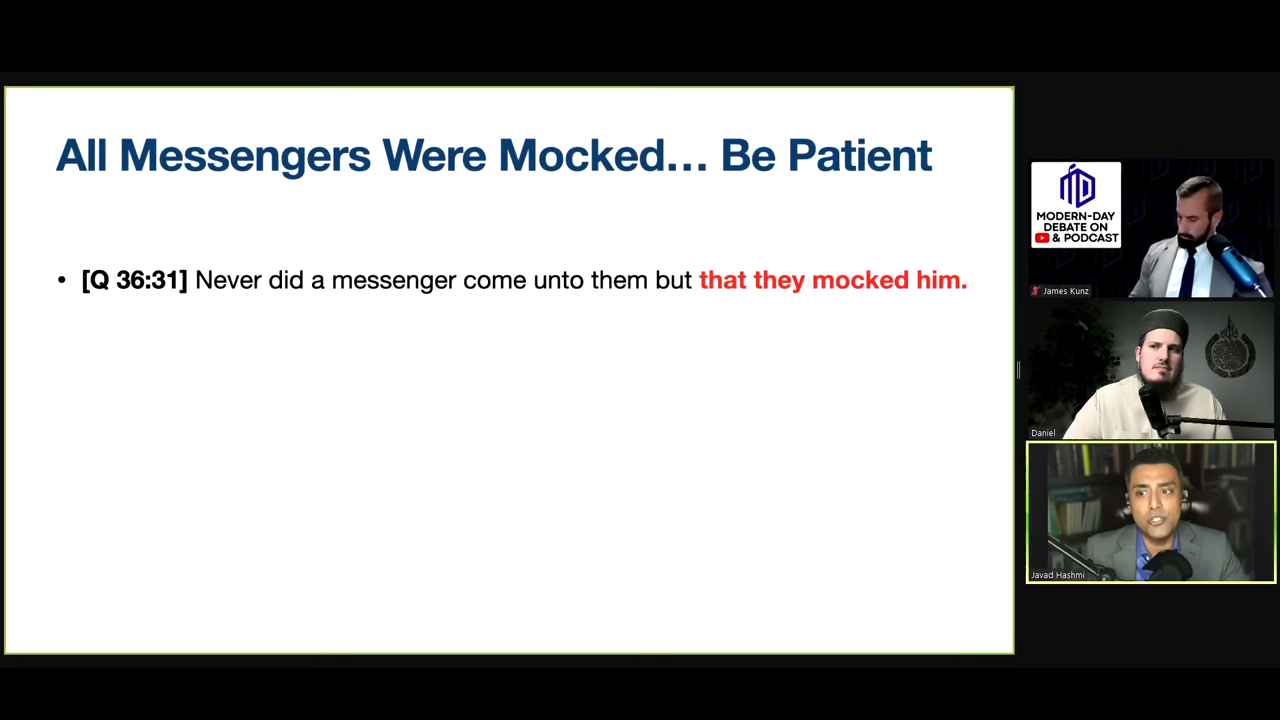 All Messengers Were Mocked… Be Patient
• [Q 36:31] Never did a messenger come unto them but that they mocked him.
MODERN-DAY
DEBATE ON
& PODCAST
James Kunz
Daniel
Javad Hashmi